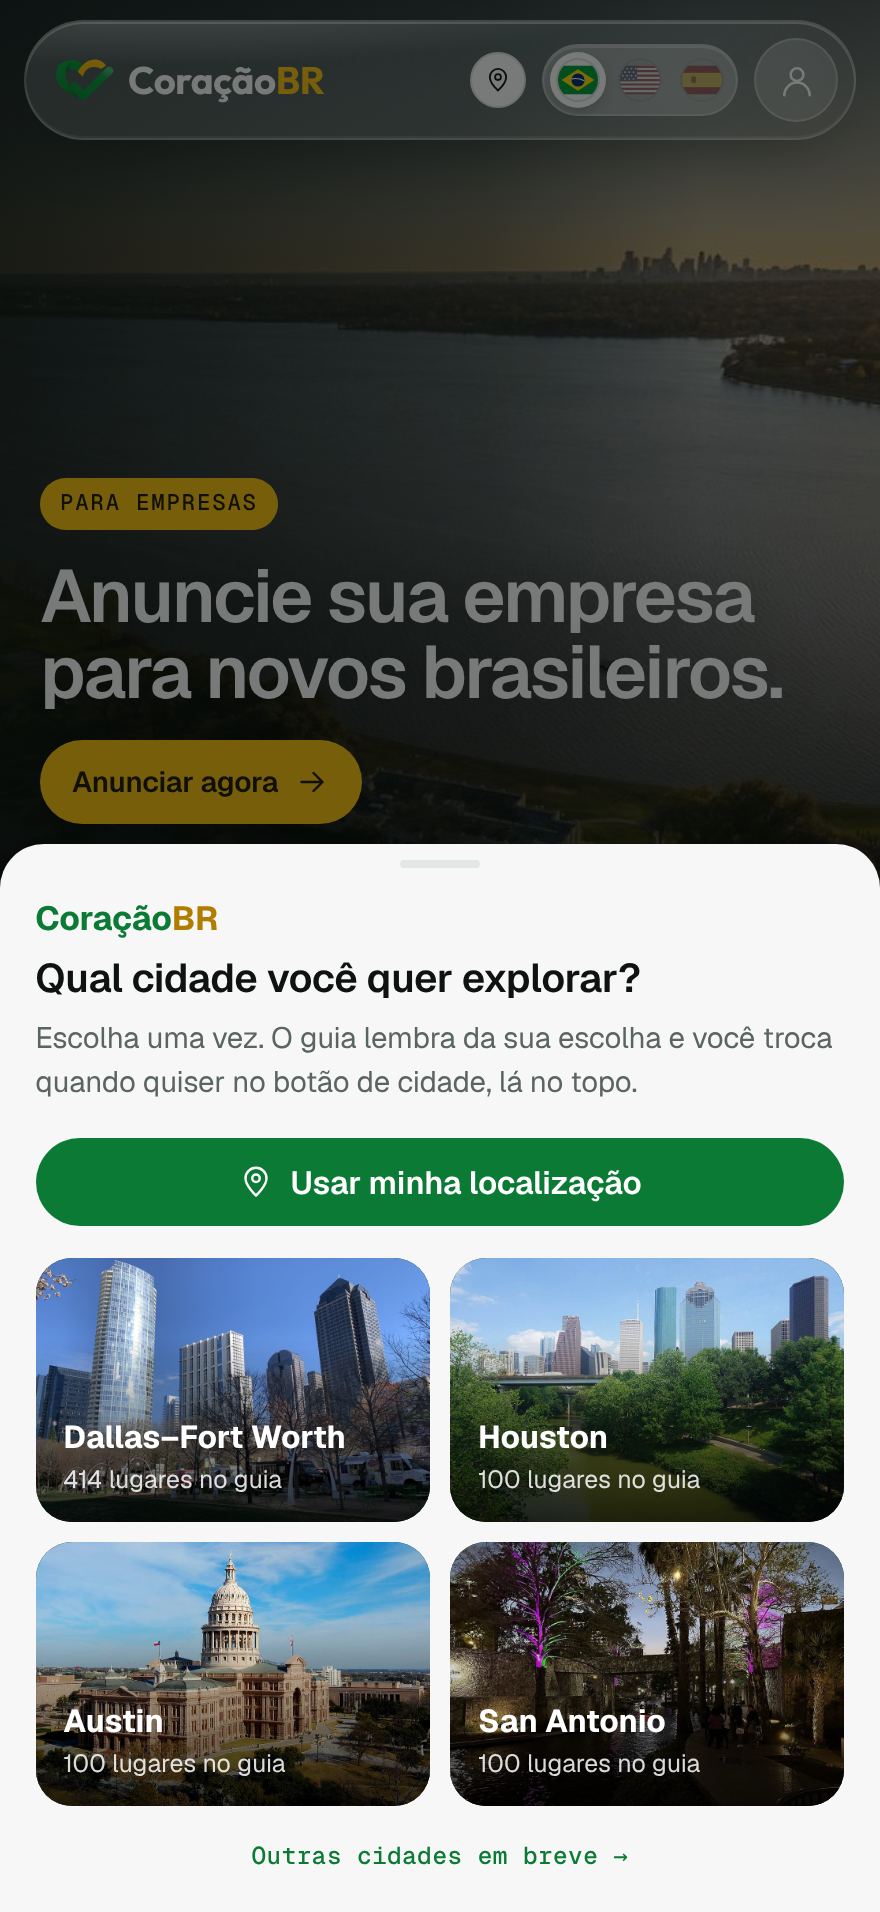 CoraçãoBR
PARA EMPRESAS
Anuncie sua empresa
para novos brasileiros.
Anunciar agora →
CoraçãoBR
Qual cidade você quer explorar?
Escolha uma vez. O guia lembra da sua escolha e você troca
quando quiser no botão de cidade, lá no topo.
Usar minha localização
Dallas–Fort Worth
414 lugares no guia
Houston
100 lugares no guia
Austin
100 lugares no guia
San Antonio
100 lugares no guia
Outras cidades em breve →